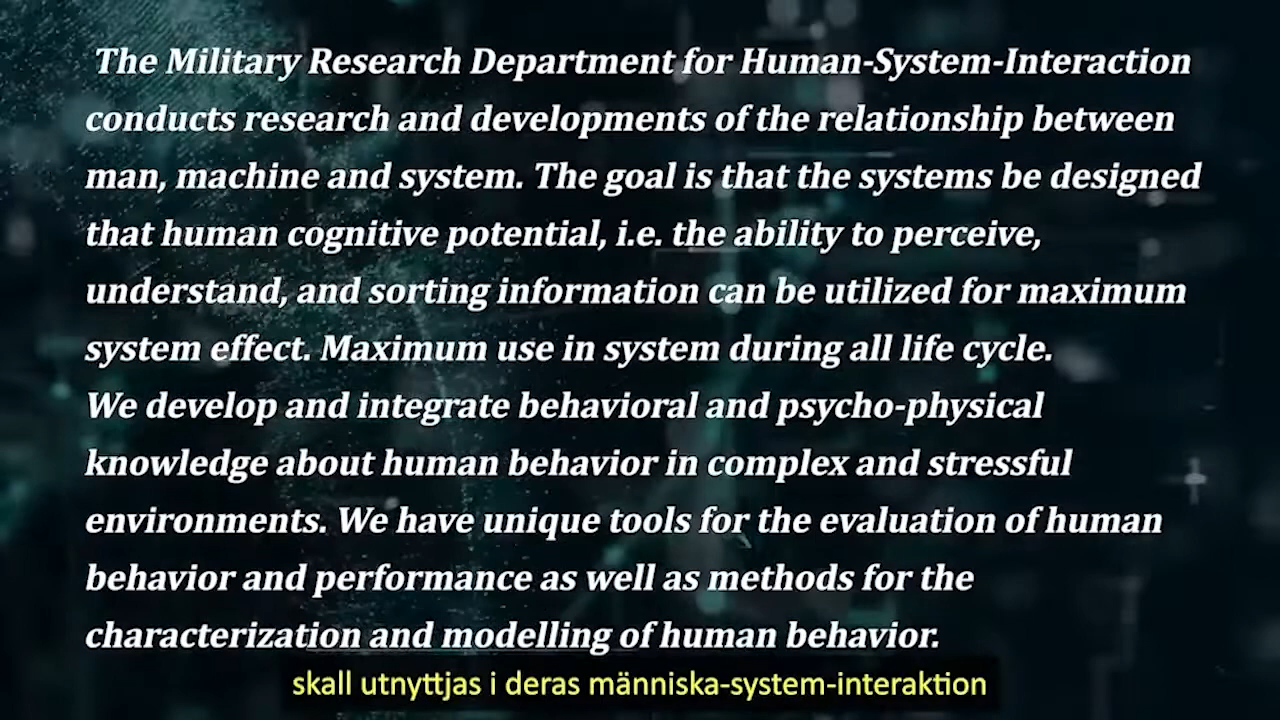 The Military Research Department for Human-System-Interaction
conducts research and developments of the relationship between
man, machine and system. The goal is that the systems be designed
that human cognitive potential, i.e. the ability to perceive,
understand, and sorting information can be utilized for maximum
system effect. Maximum use in system during all life cycle.
We develop and integrate behavioral and psycho-physical
knowledge about human behavior in complex and stressful
environments. We have unique tools for the evaluation of human
behavior and performance as well as methods for the
characterization and modelling of human behavior.
skall utnyttjas i deras människa-system-interaktion